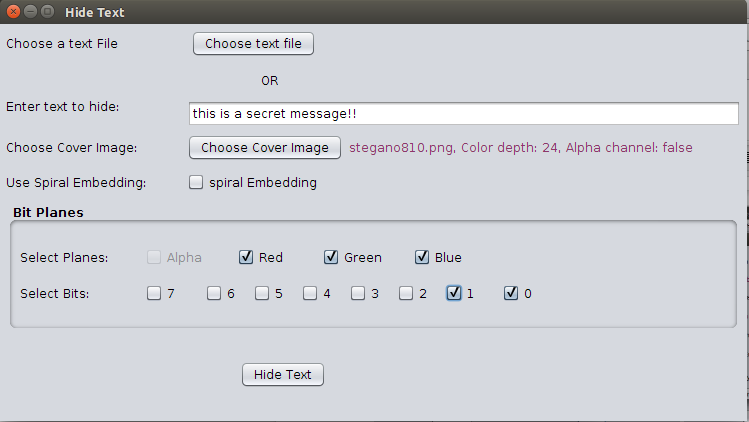 Hide Text
Choose a text File Choose text file
OR
Enter text to hide: this is a secret message!!
Choose Cover Image: Choose Cover Image stegano810.png, Color depth: 24, Alpha channel: false
Use Spiral Embedding: spiral Embedding
Bit Planes
Select Planes: Alpha Red Green Blue
Select Bits: 7 6 5 4 3 2 1 0
Hide Text